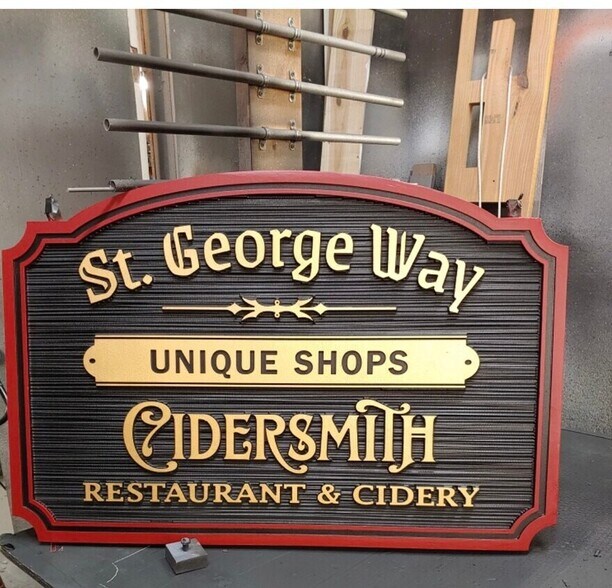 St. George Way
UNIQUE SHOPS
CIDERSMITH
RESTAURANT & CIDERY